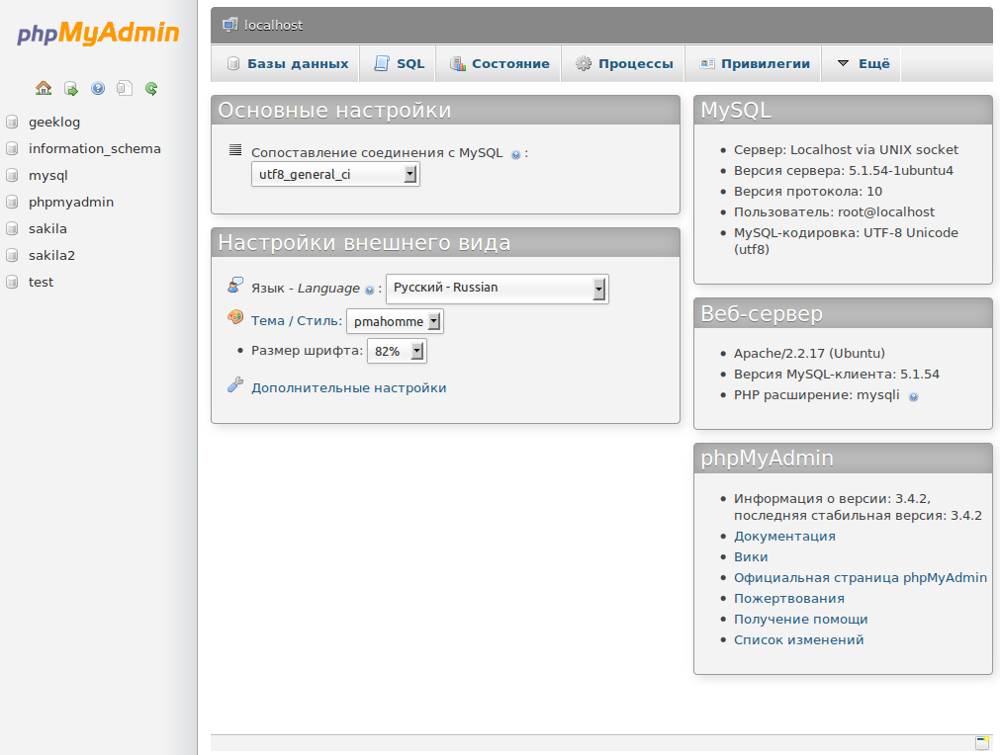 phpMyAdmin
geeklog
information_schema
mysql
phpmyadmin
sakila
sakila2
test
localhost
Базы данных SQL Состояние Процессы Привилегии Ещё
Основные настройки
Сопоставление соединения с MySQL :
utf8_general_ci
Настройки внешнего вида
Язык - Language : Русский - Russian
Тема / Стиль: pmahomme
Размер шрифта: 82%
Дополнительные настройки
MySQL
Сервер: Localhost via UNIX socket
Версия сервера: 5.1.54-1ubuntu4
Версия протокола: 10
Пользователь: root@localhost
MySQL-кодировка: UTF-8 Unicode
(utf8)
Веб-сервер
Apache/2.2.17 (Ubuntu)
Версия MySQL-клиента: 5.1.54
PHP расширение: mysqli
phpMyAdmin
Информация о версии: 3.4.2,
последняя стабильная версия: 3.4.2
Документация
Вики
Официальная страница phpMyAdmin
Пожертвования
Получение помощи
Список изменений